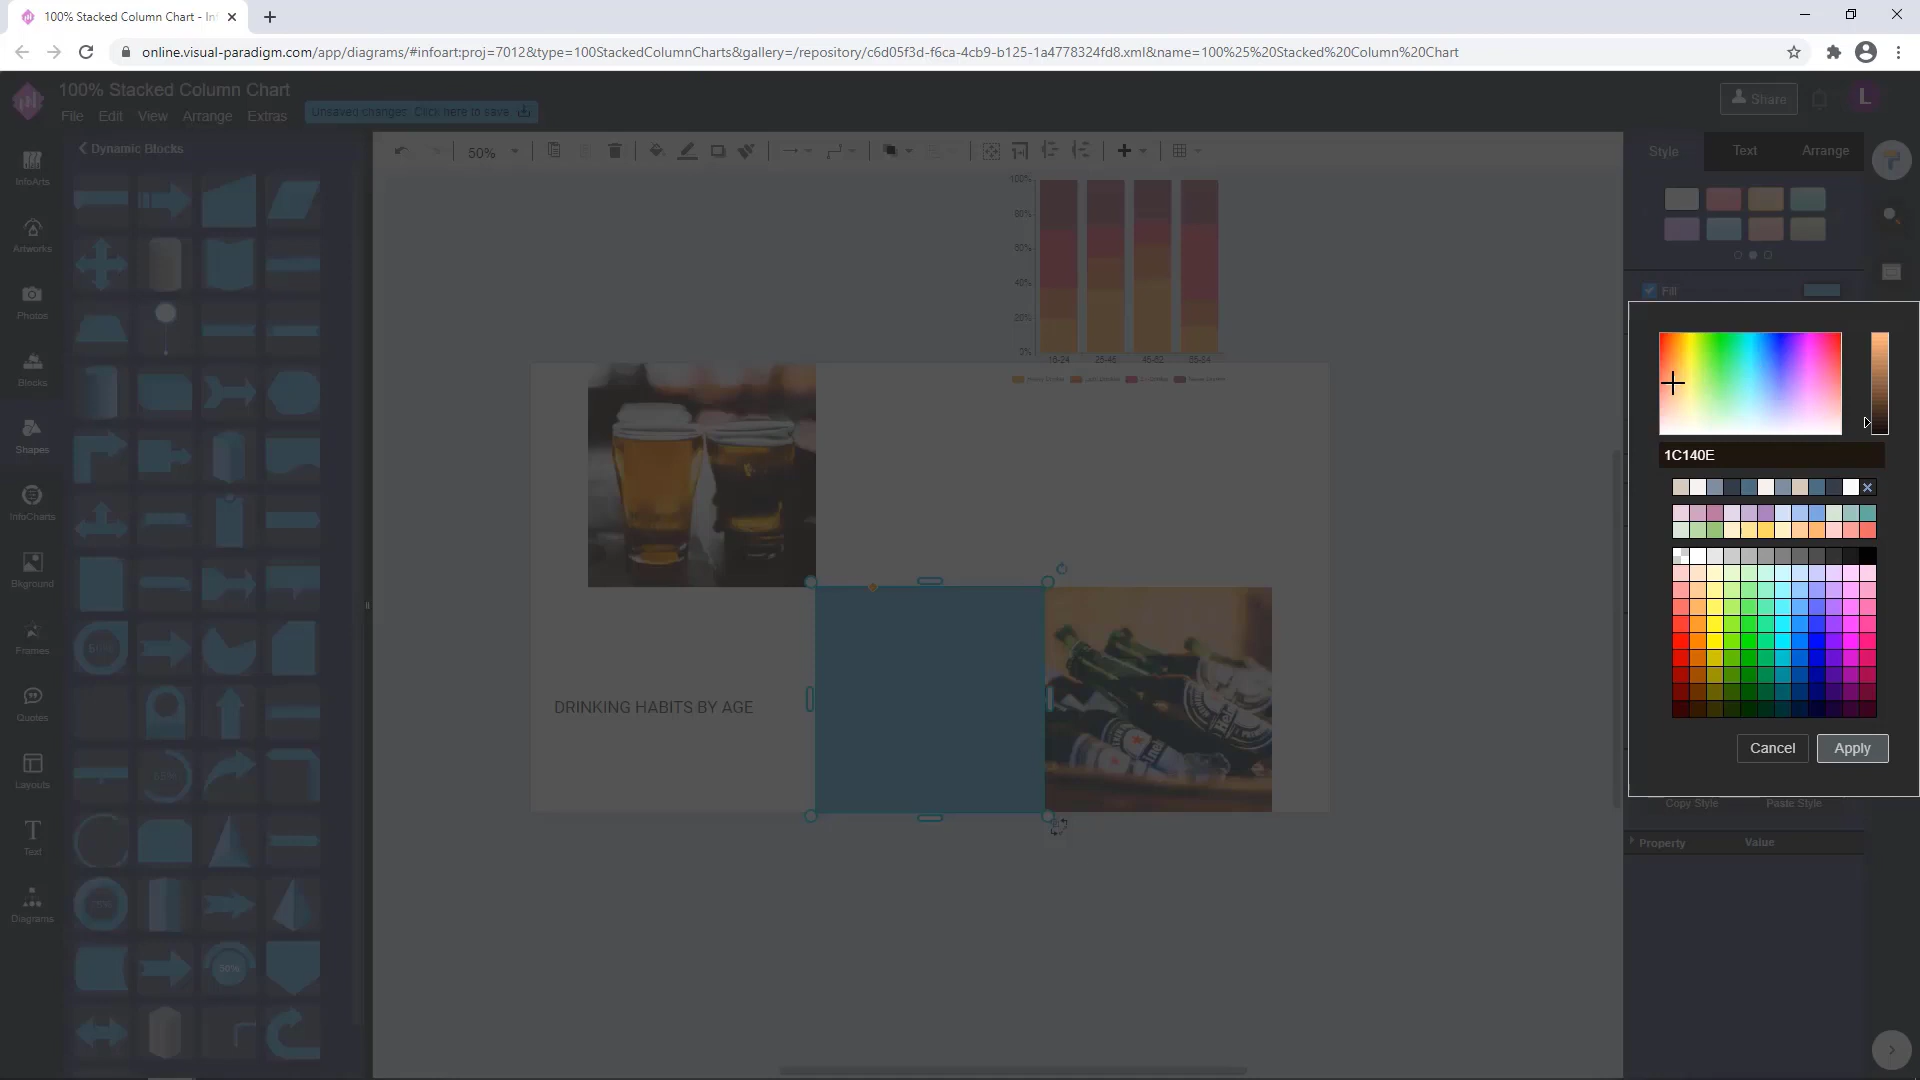 100% Stacked Column Chart - Inf
online.visual-paradigm.com/app/diagrams/#infoart:proj=7012&type=100StackedColumnCharts&gallery=/repository/c6d05f3d-f6ca-4cb9-b125-1a4778324fd8.xml&name=100%25%20Stacked%20Column%20Chart
100% Stacked Column Chart
File Edit View Arrange Extras
Unsaved changes. Click here to save.
Share
L
Dynamic Blocks
50%
Style Text Arrange
InfoArts
Artworks
Photos
Blocks
Shapes
InfoCharts
Bkground
Frames
Quotes
Layouts
Text
Diagrams
100%
80%
60%
40%
20%
0%
Fill
1C140E
DRINKING HABITS BY AGE
Cancel Apply
Copy Style Paste Style
Property Value